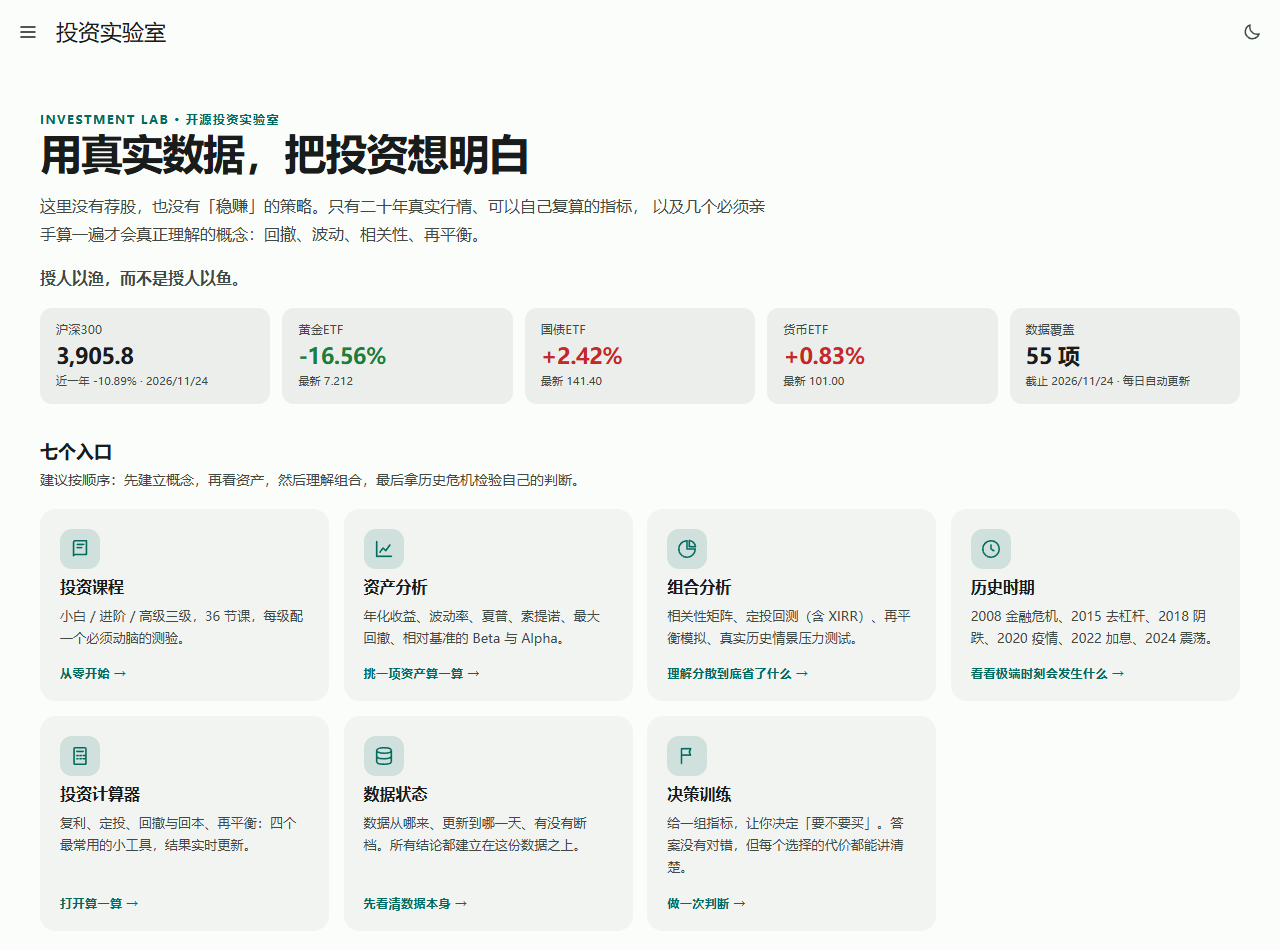 投资实验室
INVESTMENT LAB • 开源投资实验室
用真实数据，把投资想明白
这里没有荐股，也没有「稳赚」的策略。只有二十年真实行情、可以自己复算的指标， 以及几个必须亲
手算一遍才会真正理解的概念：回撤、波动、相关性、再平衡。
授人以渔，而不是授人以鱼。
沪深300
3,905.8
近一年 -10.89% · 2026/11/24
黄金ETF
-16.56%
最新 7.212
国债ETF
+2.42%
最新 141.40
货币ETF
+0.83%
最新 101.00
数据覆盖
55 项
截止 2026/11/24 · 每日自动更新
七个入口
建议按顺序：先建立概念，再看资产，然后理解组合，最后拿历史危机检验自己的判断。
投资课程
小白 / 进阶 / 高级三级，36 节课，每级配
一个必须动脑的测验。
从零开始 →
资产分析
年化收益、波动率、夏普、索提诺、最大
回撤、相对基准的 Beta 与 Alpha。
挑一项资产算一算 →
组合分析
相关性矩阵、定投回测（含 XIRR）、再平
衡模拟、真实历史情景压力测试。
理解分散到底省了什么 →
历史时期
2008 金融危机、2015 去杠杆、2018 阴
跌、2020 疫情、2022 加息、2024 震荡。
看看极端时刻会发生什么 →
投资计算器
复利、定投、回撤与回本、再平衡：四个
最常用的小工具，结果实时更新。
打开算一算 →
数据状态
数据从哪来、更新到哪一天、有没有断
档。所有结论都建立在这份数据之上。
先看清数据本身 →
决策训练
给一组指标，让你决定「要不要买」。答
案没有对错，但每个选择的代价都能讲清
楚。
做一次判断 →